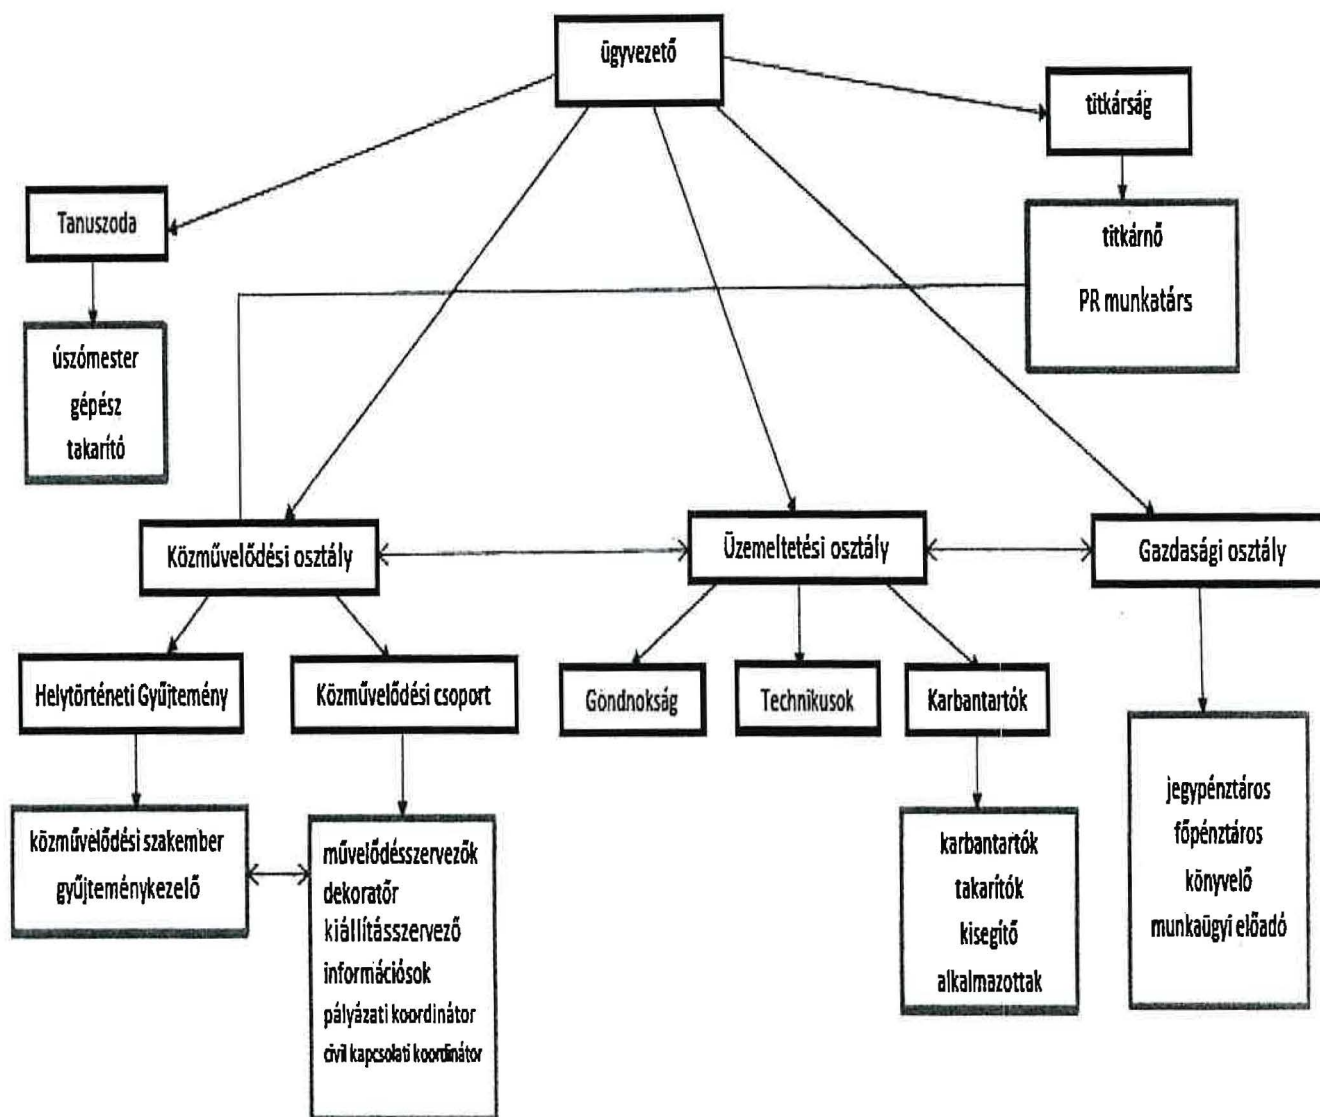 ügyvezető
titkárság
titkárnő
PR munkatárs
Tanuszoda
úszómester
gépész
takarító
Közművelődési osztály
Üzemeltetési osztály
Gazdasági osztály
Helytörténeti Gyűjtemény
Közművelődési csoport
Gondnokság
Technikusok
Karbantartók
közművelődési szakember
gyűjteménykezelő
művelődésszervezők
dekoratőr
kiállításszervező
információsok
pályázati koordinátor
civil kapcsolati koordinátor
karbantartók
takarítók
kisegítő
alkalmazottak
jegypénztáros
főpénztáros
könyvelő
munkaügyi előadó